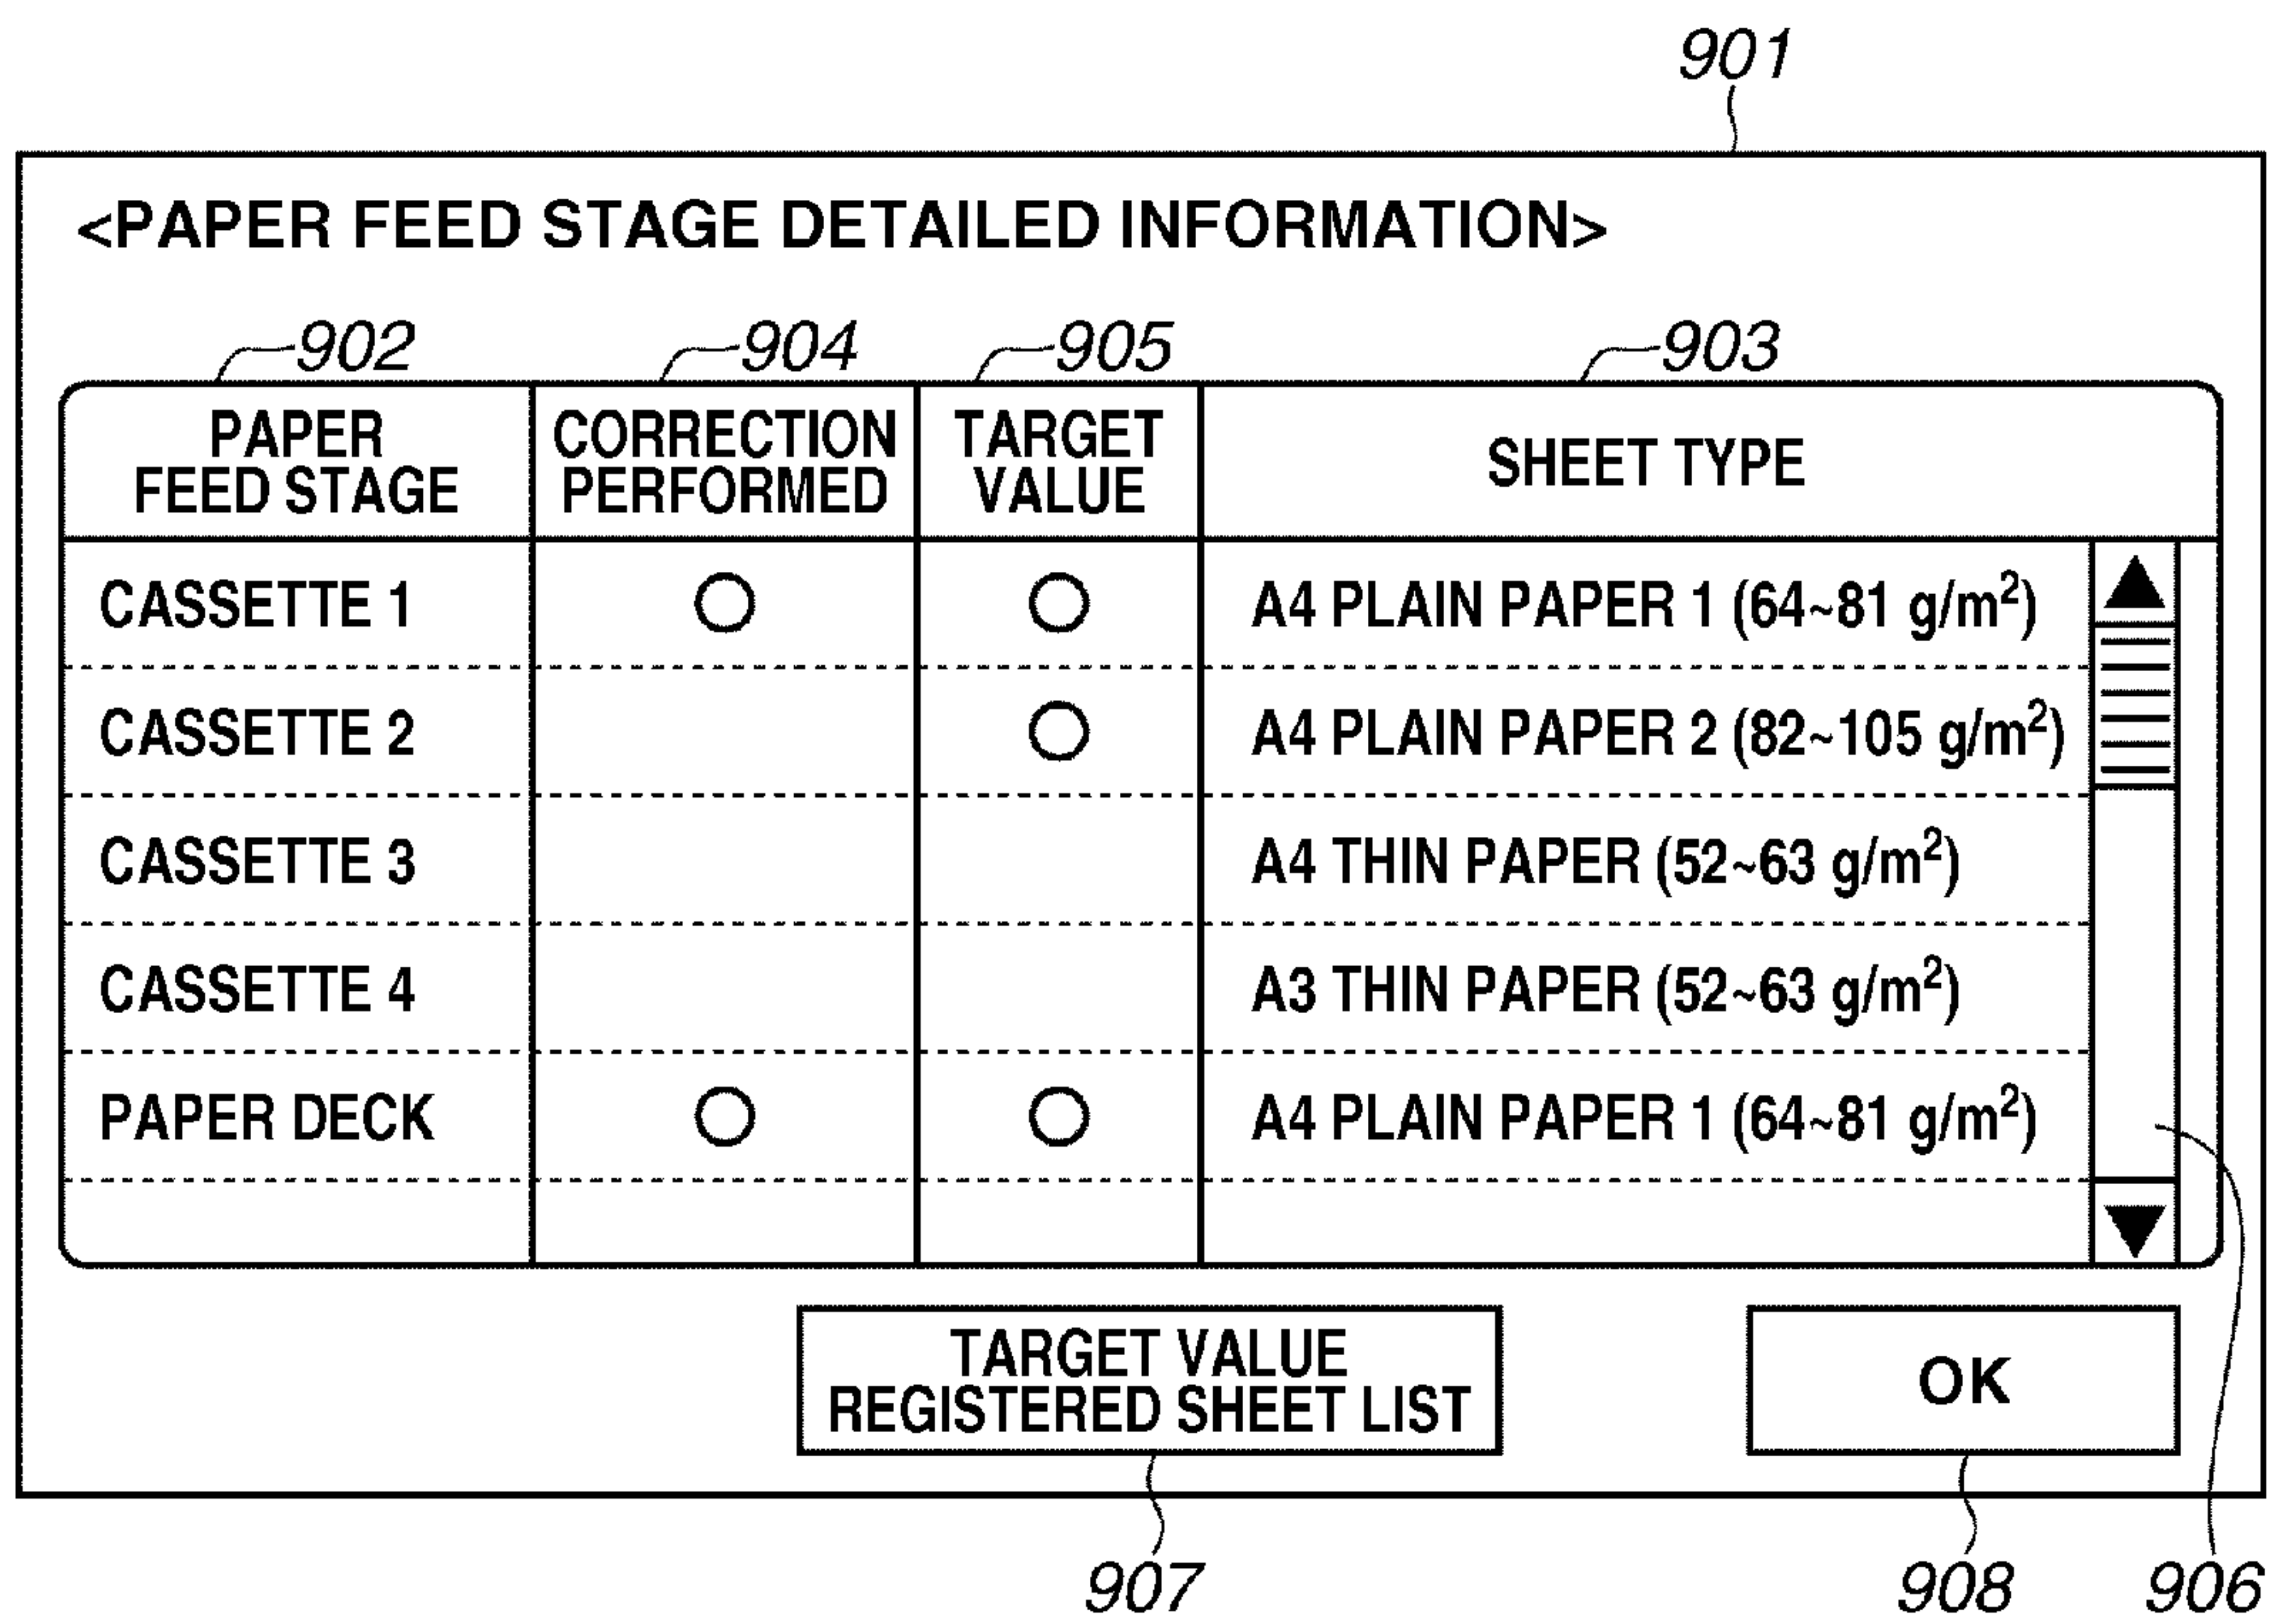 901
<PAPER FEED STAGE DETAILED INFORMATION>
902 904 905 903
PAPER FEED STAGE
CORRECTION PERFORMED
TARGET VALUE
SHEET TYPE
CASSETTE 1 ○ ○ A4 PLAIN PAPER 1 (64~81 g/m²)
CASSETTE 2 ○ A4 PLAIN PAPER 2 (82~105 g/m²)
CASSETTE 3 A4 THIN PAPER (52~63 g/m²)
CASSETTE 4 A3 THIN PAPER (52~63 g/m²)
PAPER DECK ○ ○ A4 PLAIN PAPER 1 (64~81 g/m²)
TARGET VALUE
REGISTERED SHEET LIST
OK
907 908 906